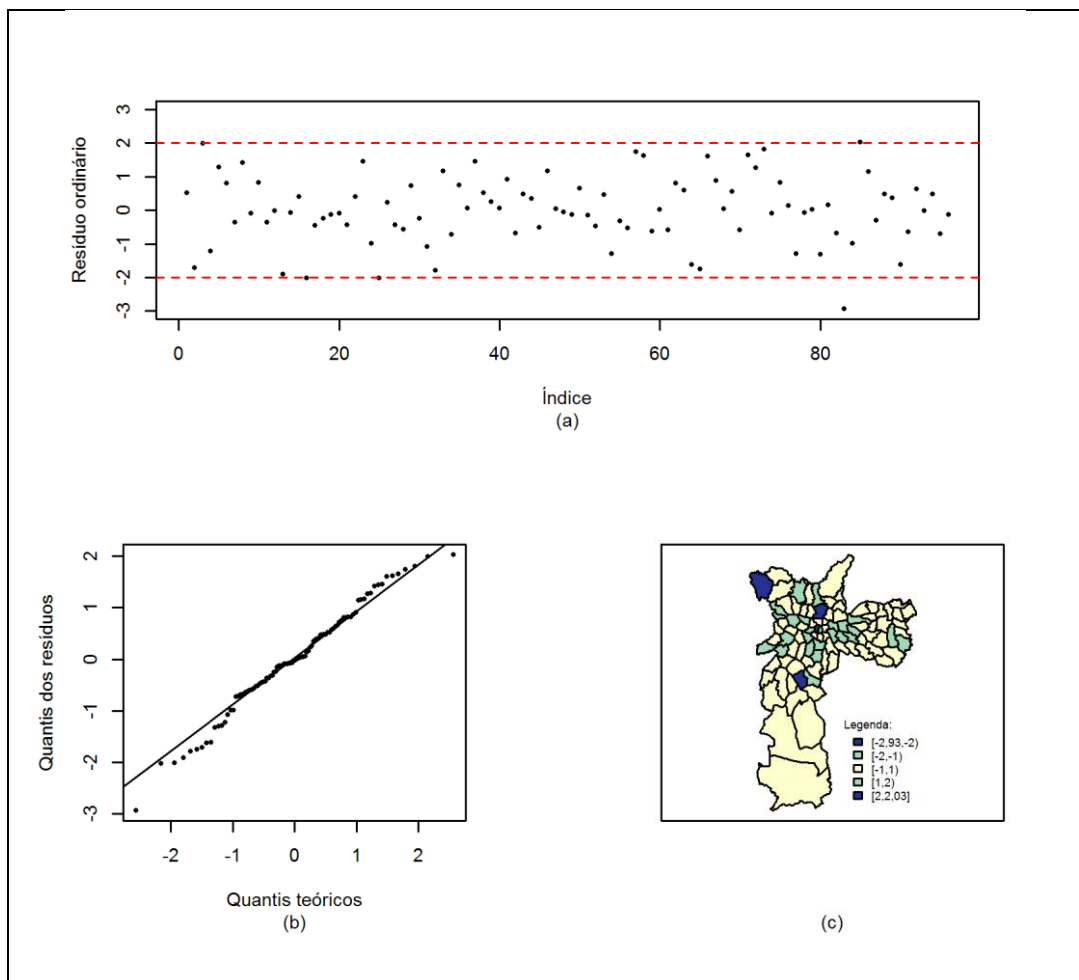 Resíduo ordinário
3
2
1
0
-1
-2
-3
0 20 40 60 80
Índice
(a)
Quantis dos resíduos
2
1
0
-1
-2
-3
-2 -1 0 1 2
Quantis teóricos
(b)
Legenda:
[-2,93,-2)
[-2,-1)
[-1,1)
[1,2)
[2,2,03]
(c)